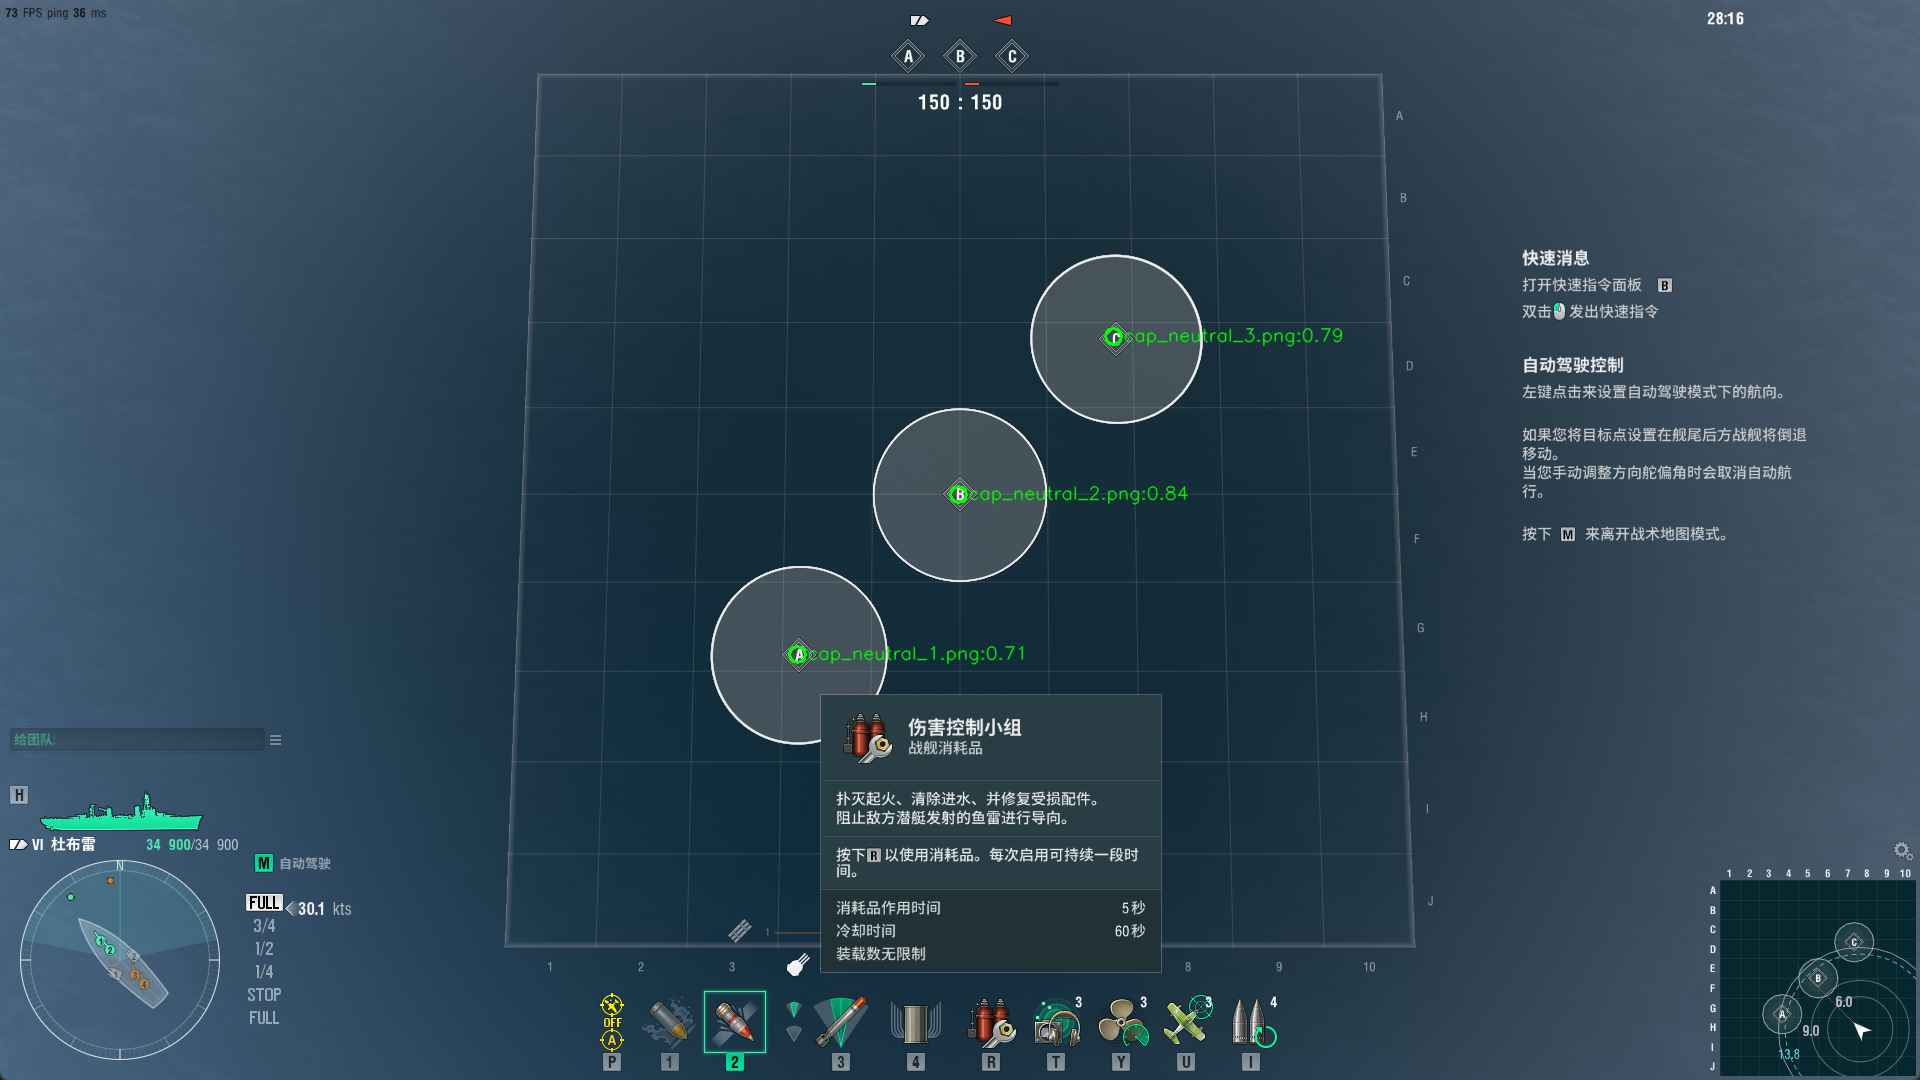 73 FPS ping 36 ms
28:16
A B C
150 : 150
A
B
C
D
E
F
G
H
I
J
cap_neutral_3.png:0.79
B
cap_neutral_2.png:0.84
A
cap_neutral_1.png:0.71
快速消息
打开快速指令面板 B
双击 发出快速指令
自动驾驶控制
左键点击来设置自动驾驶模式下的航向。
如果您将目标点设置在舰尾后方战舰将倒退
移动。
当您手动调整方向舵偏角时会取消自动航
行。
按下 M 来离开战术地图模式。
伤害控制小组
战舰消耗品
扑灭起火、清除进水、并修复受损配件。
阻止敌方潜艇发射的鱼雷进行导向。
按下 R 以使用消耗品。每次启用可持续一段时
间。
消耗品作用时间 5秒
冷却时间 60秒
装载数无限制
1 2 3 8 9 10
1
给团队:
H
VI 杜布雷 34 900/34 900
M 自动驾驶
N
FULL 30.1 kts
3/4
1/2
1/4
STOP
FULL
1 2 2 1 3 4
OFF
A
3 3 3 4
P 1 2 3 4 R T Y U I
1 2 3 4 5 6 7 8 9 10
A
B
C
D
E
F
G
H
I
J
C
B
A
6.0
9.0
13.8